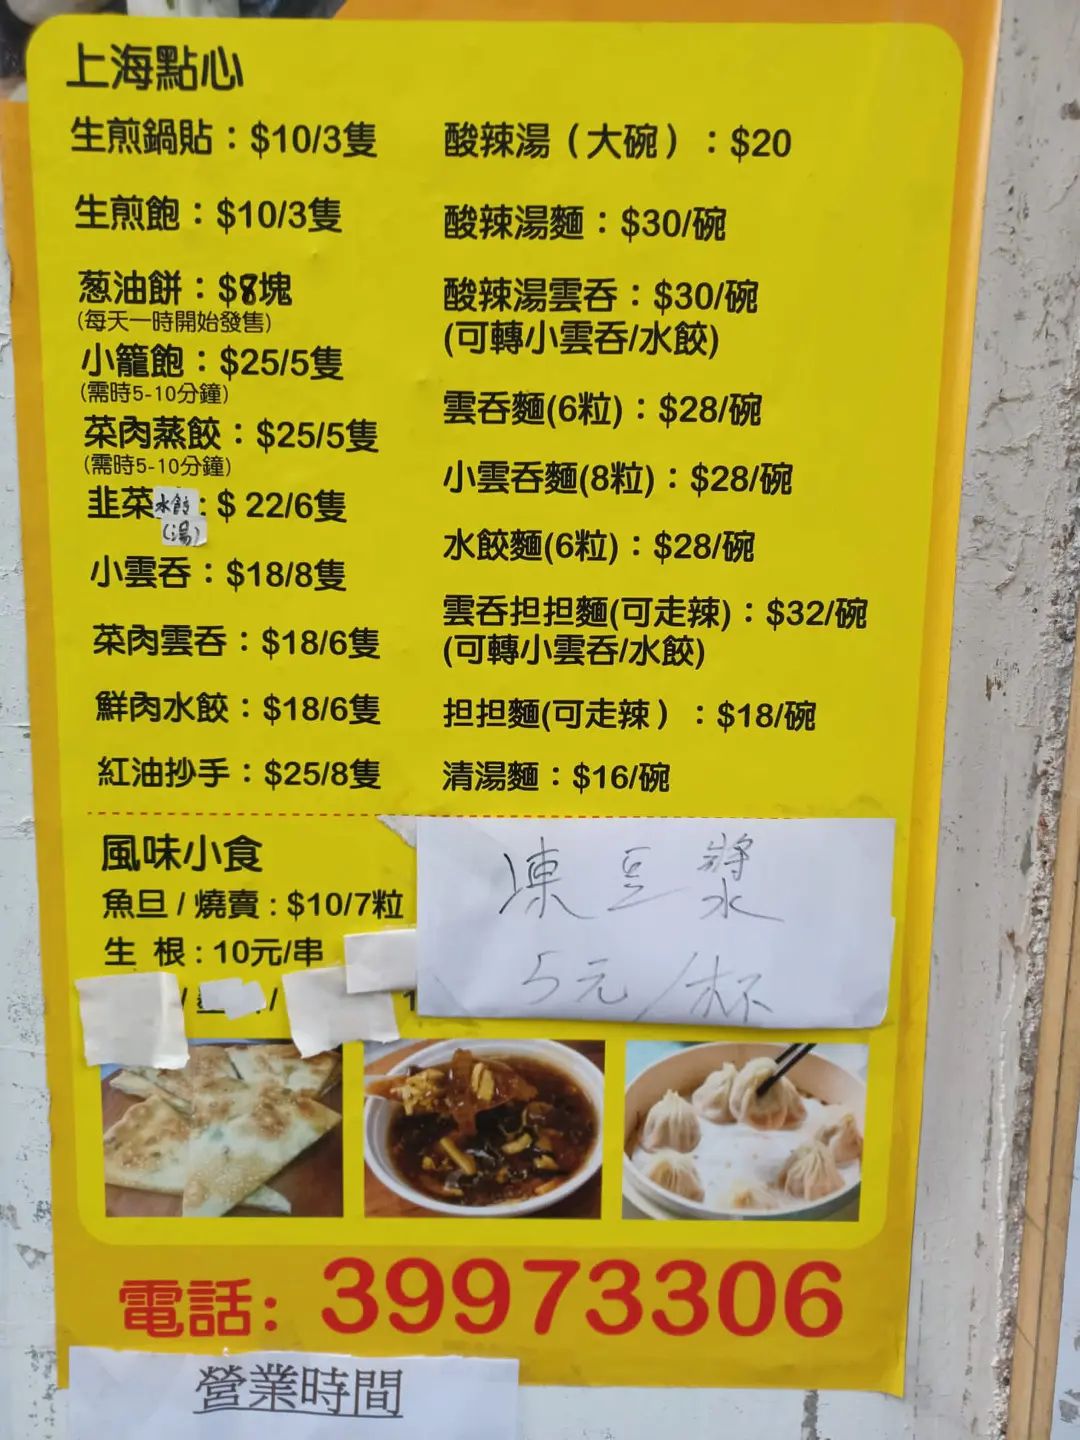 上海點心
生煎鍋貼：$10/3隻
生煎飽：$10/3隻
葱油餅：$8塊
(每天一時開始發售)
小籠飽：$25/5隻
(需時5-10分鐘)
菜肉蒸餃：$25/5隻
(需時5-10分鐘)
韭菜水餃：$ 22/6隻
(湯)
小雲吞：$18/8隻
菜肉雲吞：$18/6隻
鮮肉水餃：$18/6隻
紅油抄手：$25/8隻
酸辣湯（大碗）：$20
酸辣湯麵：$30/碗
酸辣湯雲吞：$30/碗
(可轉小雲吞/水餃)
雲吞麵(6粒)：$28/碗
小雲吞麵(8粒)：$28/碗
水餃麵(6粒)：$28/碗
雲吞担担麵(可走辣)：$32/碗
(可轉小雲吞/水餃)
担担麵(可走辣）：$18/碗
清湯麵：$16/碗
風味小食
魚旦 / 燒賣 : $10/7粒
生 根 : 10元/串
凍豆漿
5元/杯
電話: 39973306
營業時間